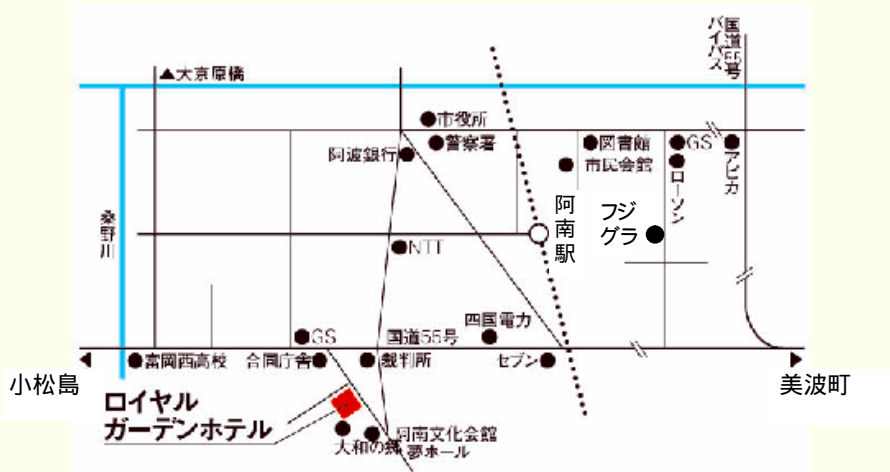 国道55号
バイパス
▲大京原橋
市役所
阿波銀行
警察署
図書館
GS
市民会館
アピカ
ローソン
桑野川
阿南駅
フジ
グラ
NTT
四国電力
GS
国道55号
富岡西高校
合同庁舎
裁判所
セブン
小松島
美波町
ロイヤル
ガーデンホテル
大和の郷
阿南文化会館
夢ホール